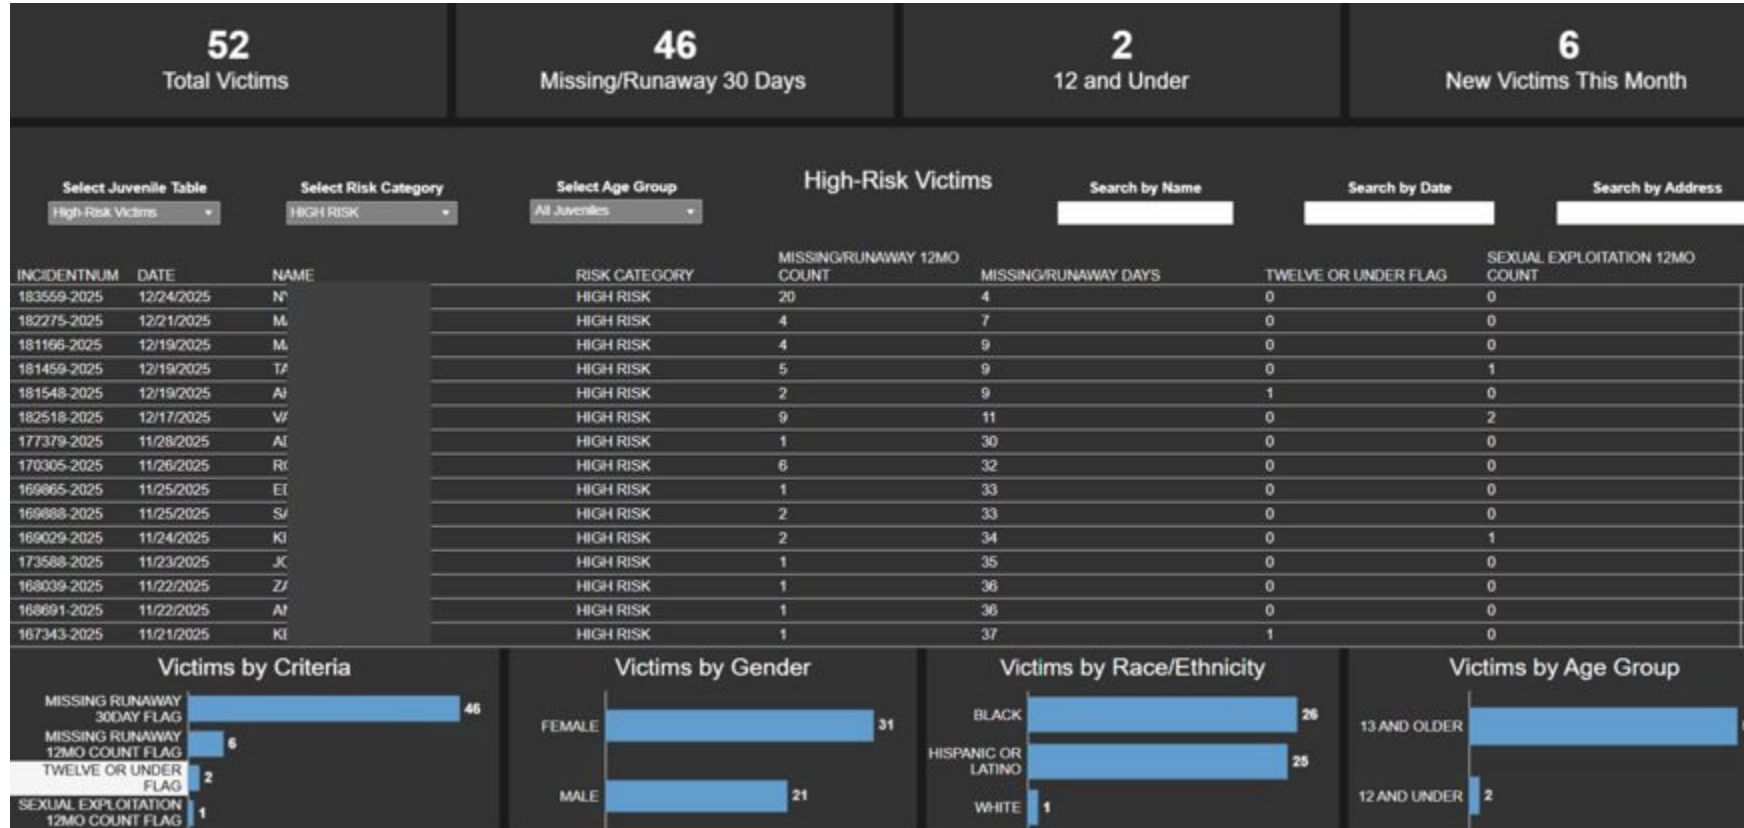 52
Total Victims
46
Missing/Runaway 30 Days
2
12 and Under
6
New Victims This Month
Select Juvenile Table
High-Risk Victims
Select Risk Category
HIGH RISK
Select Age Group
All Juveniles
High-Risk Victims
Search by Name
Search by Date
Search by Address
INCIDENTNUM DATE NAME RISK CATEGORY MISSING/RUNAWAY 12MO COUNT MISSING/RUNAWAY DAYS TWELVE OR UNDER FLAG SEXUAL EXPLOITATION 12MO COUNT
183559-2025 12/24/2025 HIGH RISK 20 4 0 0
182275-2025 12/21/2025 HIGH RISK 4 7 0 0
181166-2025 12/19/2025 HIGH RISK 4 9 0 0
181459-2025 12/19/2025 TA HIGH RISK 5 9 0 1
181548-2025 12/19/2025 HIGH RISK 2 9 1 0
182518-2025 12/17/2025 VA HIGH RISK 9 11 0 2
177379-2025 11/28/2025 HIGH RISK 1 30 0 0
170305-2025 11/26/2025 HIGH RISK 6 32 0 0
169865-2025 11/25/2025 HIGH RISK 1 33 0 0
169888-2025 11/25/2025 SA HIGH RISK 2 33 0 0
169029-2025 11/24/2025 HIGH RISK 2 34 0 1
173588-2025 11/23/2025 HIGH RISK 1 35 0 0
168039-2025 11/22/2025 ZA HIGH RISK 1 36 0 0
168691-2025 11/22/2025 HIGH RISK 1 36 0 0
167343-2025 11/21/2025 HIGH RISK 1 37 1 0
Victims by Criteria
MISSING RUNAWAY
30DAY FLAG
46
MISSING RUNAWAY
12MO COUNT FLAG
6
TWELVE OR UNDER
FLAG
2
SEXUAL EXPLOITATION
12MO COUNT FLAG
1
Victims by Gender
FEMALE 31
MALE 21
Victims by Race/Ethnicity
BLACK 26
HISPANIC OR
LATINO
25
WHITE 1
Victims by Age Group
13 AND OLDER
12 AND UNDER 2